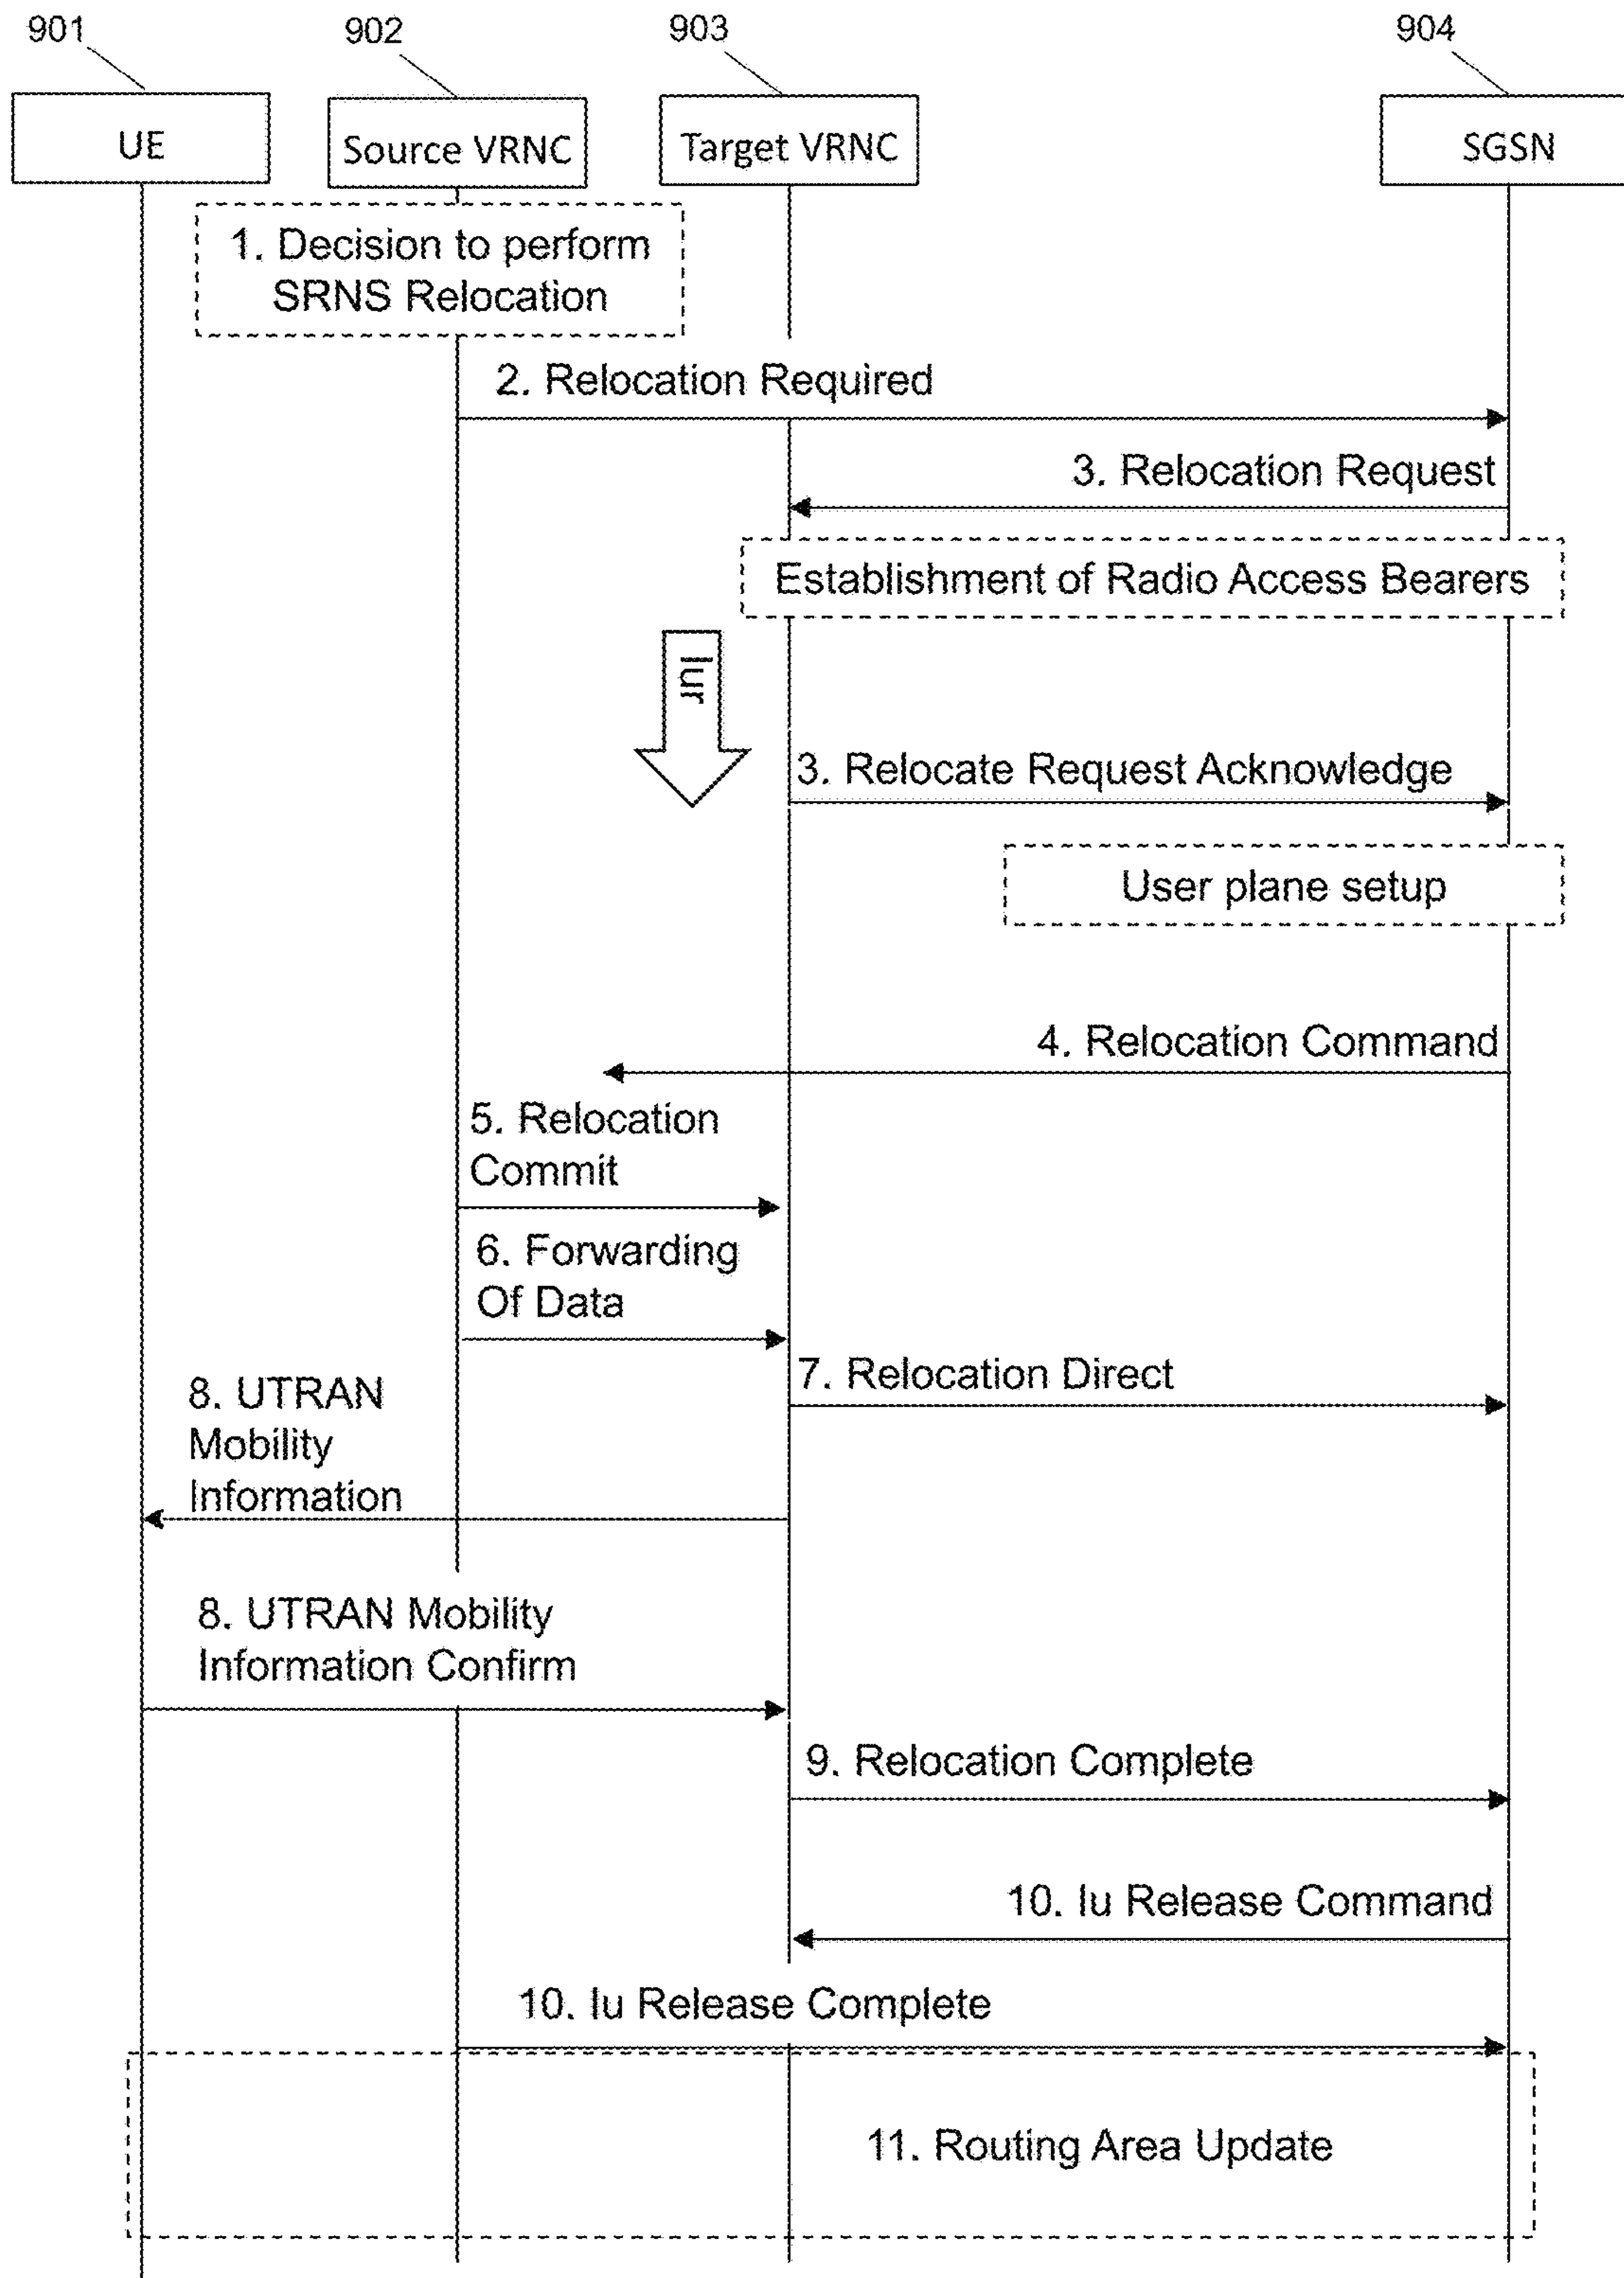 901
902
903
904
UE
Source VRNC
Target VRNC
SGSN
1. Decision to perform
SRNS Relocation
2. Relocation Required
3. Relocation Request
Establishment of Radio Access Bearers
Iur
3. Relocate Request Acknowledge
User plane setup
4. Relocation Command
5. Relocation
Commit
6. Forwarding
Of Data
7. Relocation Direct
8. UTRAN
Mobility
Information
8. UTRAN Mobility
Information Confirm
9. Relocation Complete
10. Iu Release Command
10. Iu Release Complete
11. Routing Area Update